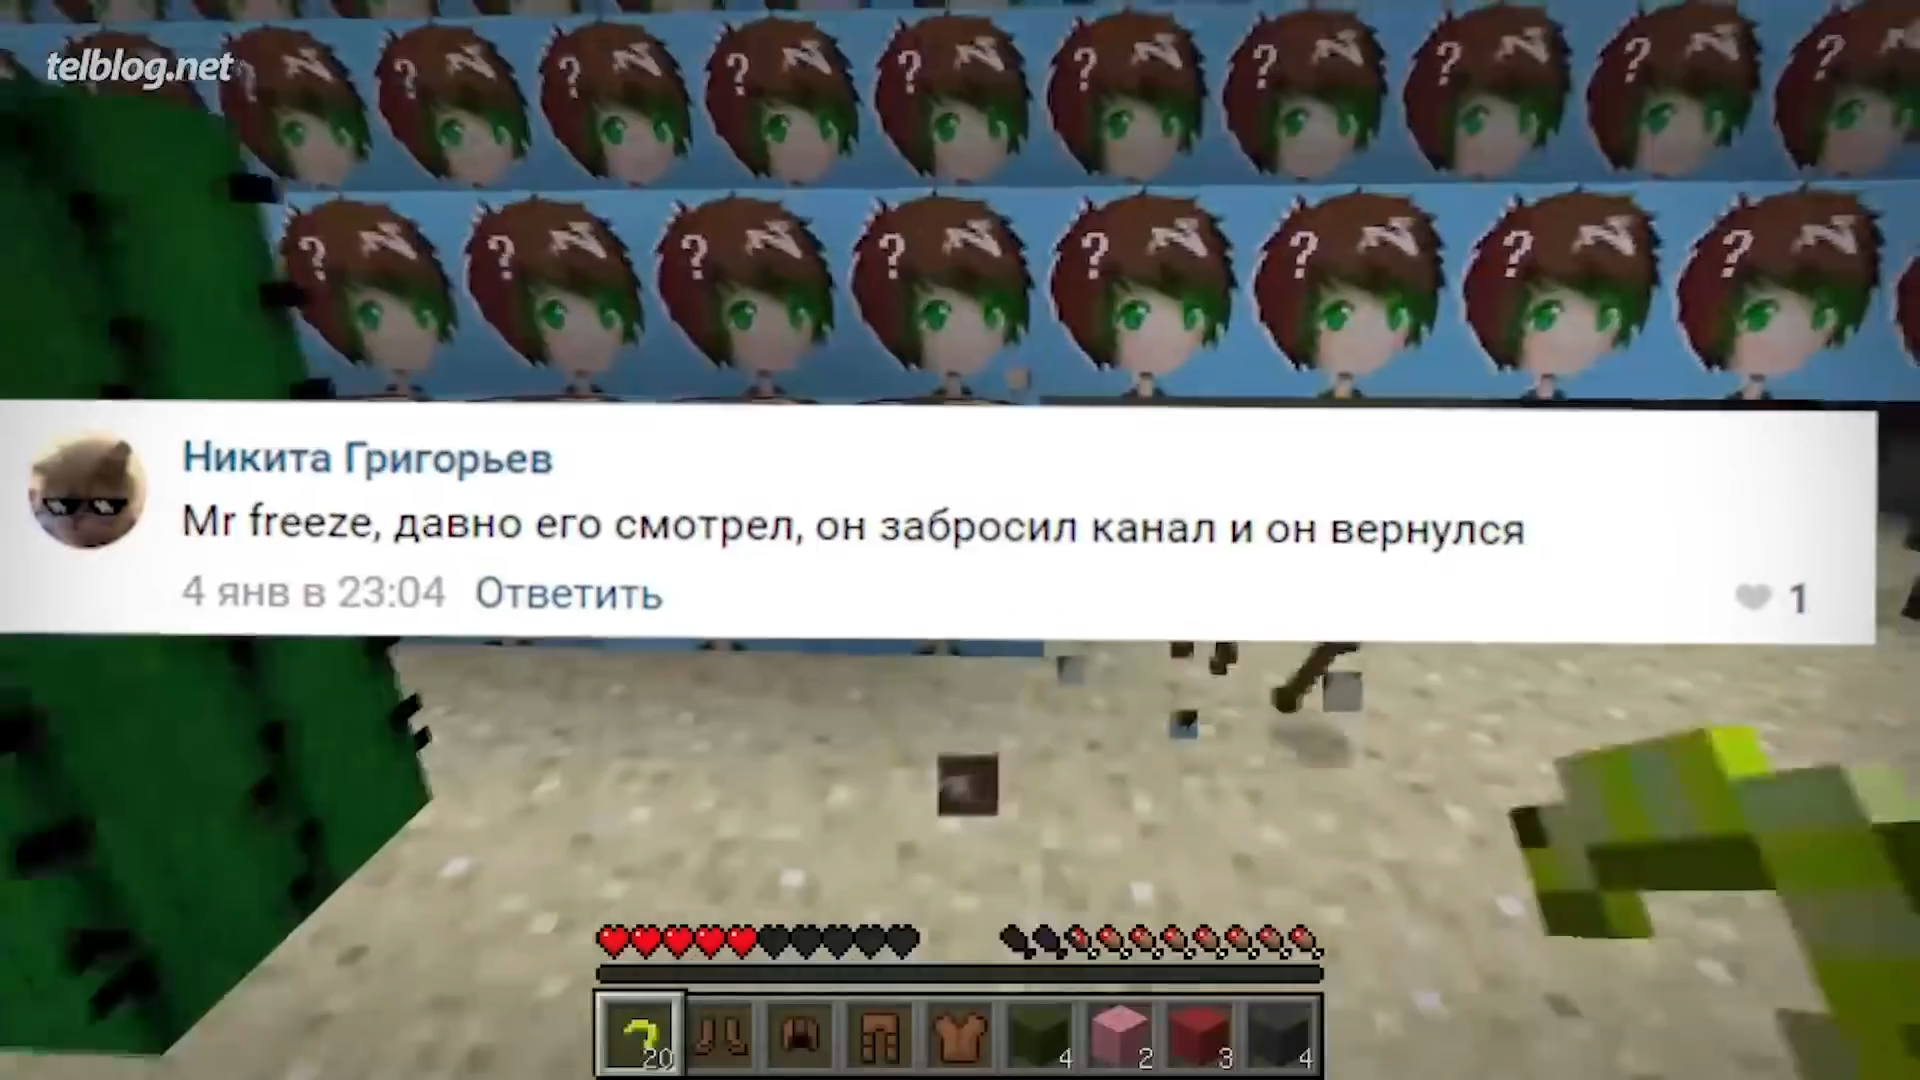 telblog.net
? N ? N ? N ? N ? N ? N ? N ? N ? N ?
? N ? N ? N ? N ? N ? N ? N ? N
Никита Григорьев
Mr freeze, давно его смотрел, он забросил канал и он вернулся
4 янв в 23:04 Ответить
1
20 4 2 3 4